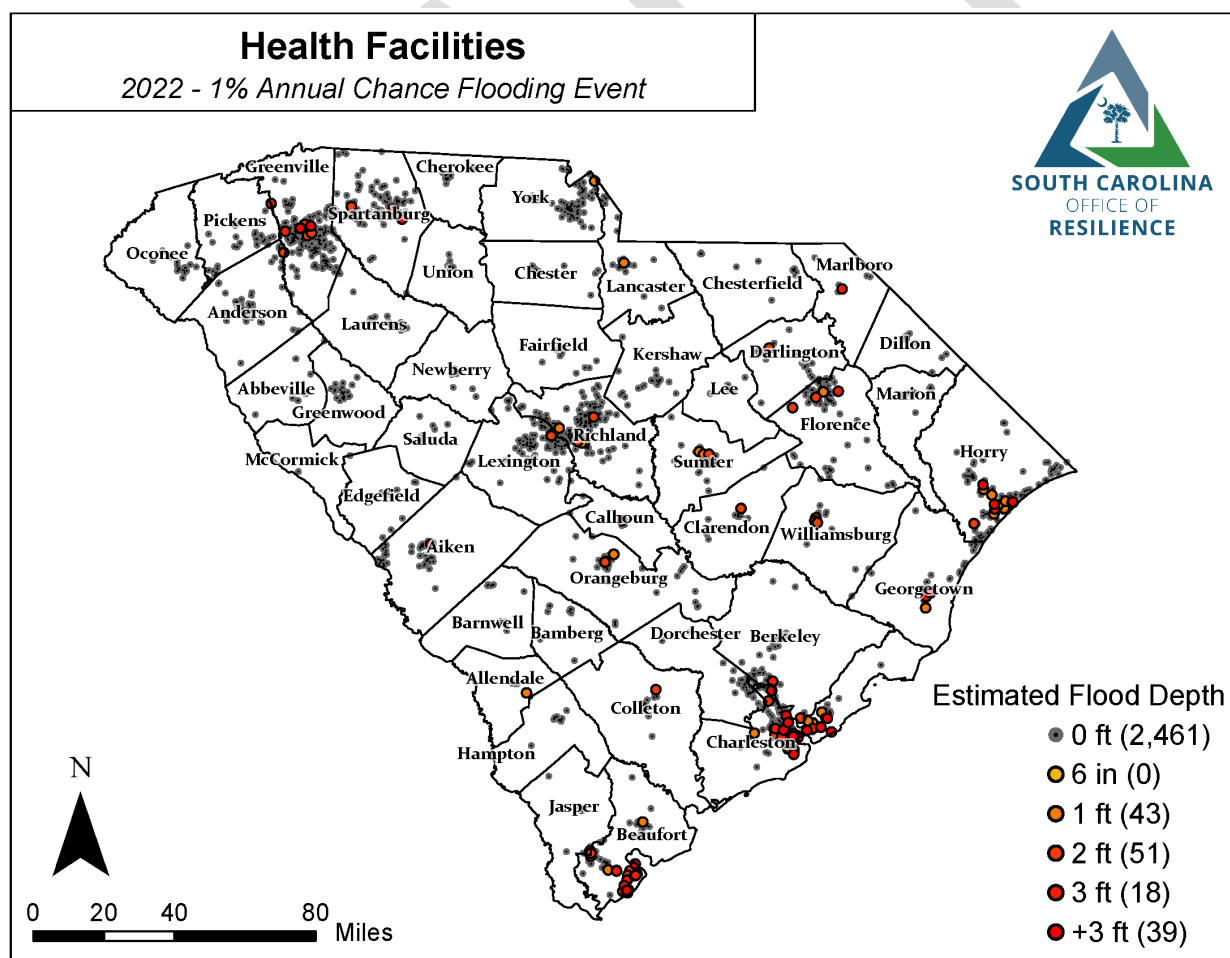 Health Facilities
2022 - 1% Annual Chance Flooding Event
SOUTH CAROLINA
OFFICE OF
RESILIENCE
Greenville
Cherokee
York
Pickens
Spartanburg
Oconee
Union
Chester
Lancaster
Chesterfield
Marlboro
Anderson
Laurens
Fairfield
Kershaw
Darlington
Dillon
Newberry
Abbeville
Greenwood
Lee
Marion
Saluda
Richland
Florence
McCormick
Lexington
Sumter
Horry
Edgefield
Calhoun
Clarendon
Williamsburg
Aiken
Orangeburg
Georgetown
Barnwell
Bamberg
Dorchester
Berkeley
Allendale
Colleton
Charleston
Hampton
Jasper
Beaufort
Estimated Flood Depth
0 ft (2,461)
6 in (0)
1 ft (43)
2 ft (51)
3 ft (18)
+3 ft (39)
N
0 20 40 80
Miles